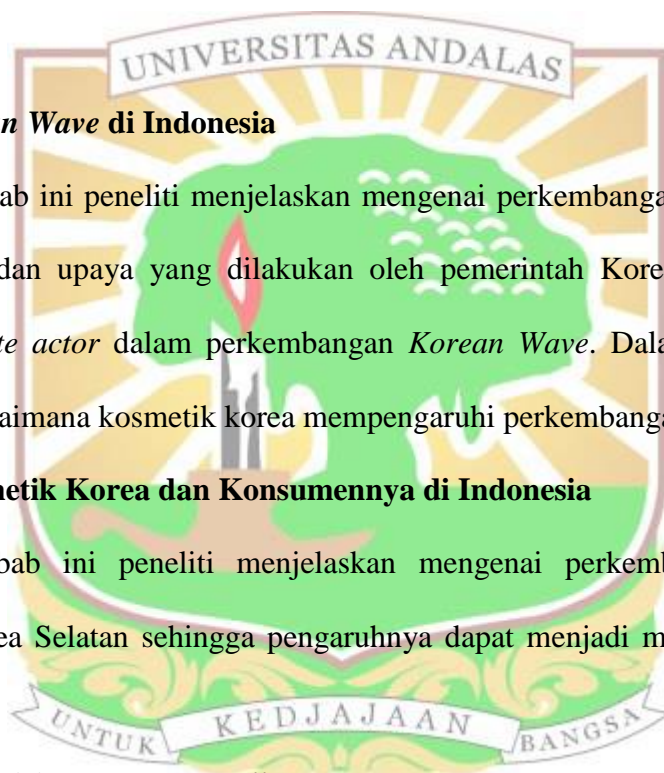 UNIVERSITAS ANDALAS
n Wave di Indonesia
ab ini peneliti menjelaskan mengenai perkembanga
dan upaya yang dilakukan oleh pemerintah Kore
te actor dalam perkembangan Korean Wave. Dala
aimana kosmetik korea mempengaruhi perkembanga
netik Korea dan Konsumennya di Indonesia
bab ini peneliti menjelaskan mengenai perkemb
ea Selatan sehingga pengaruhnya dapat menjadi m
UNTUK KEDJAJAAN BANGSA